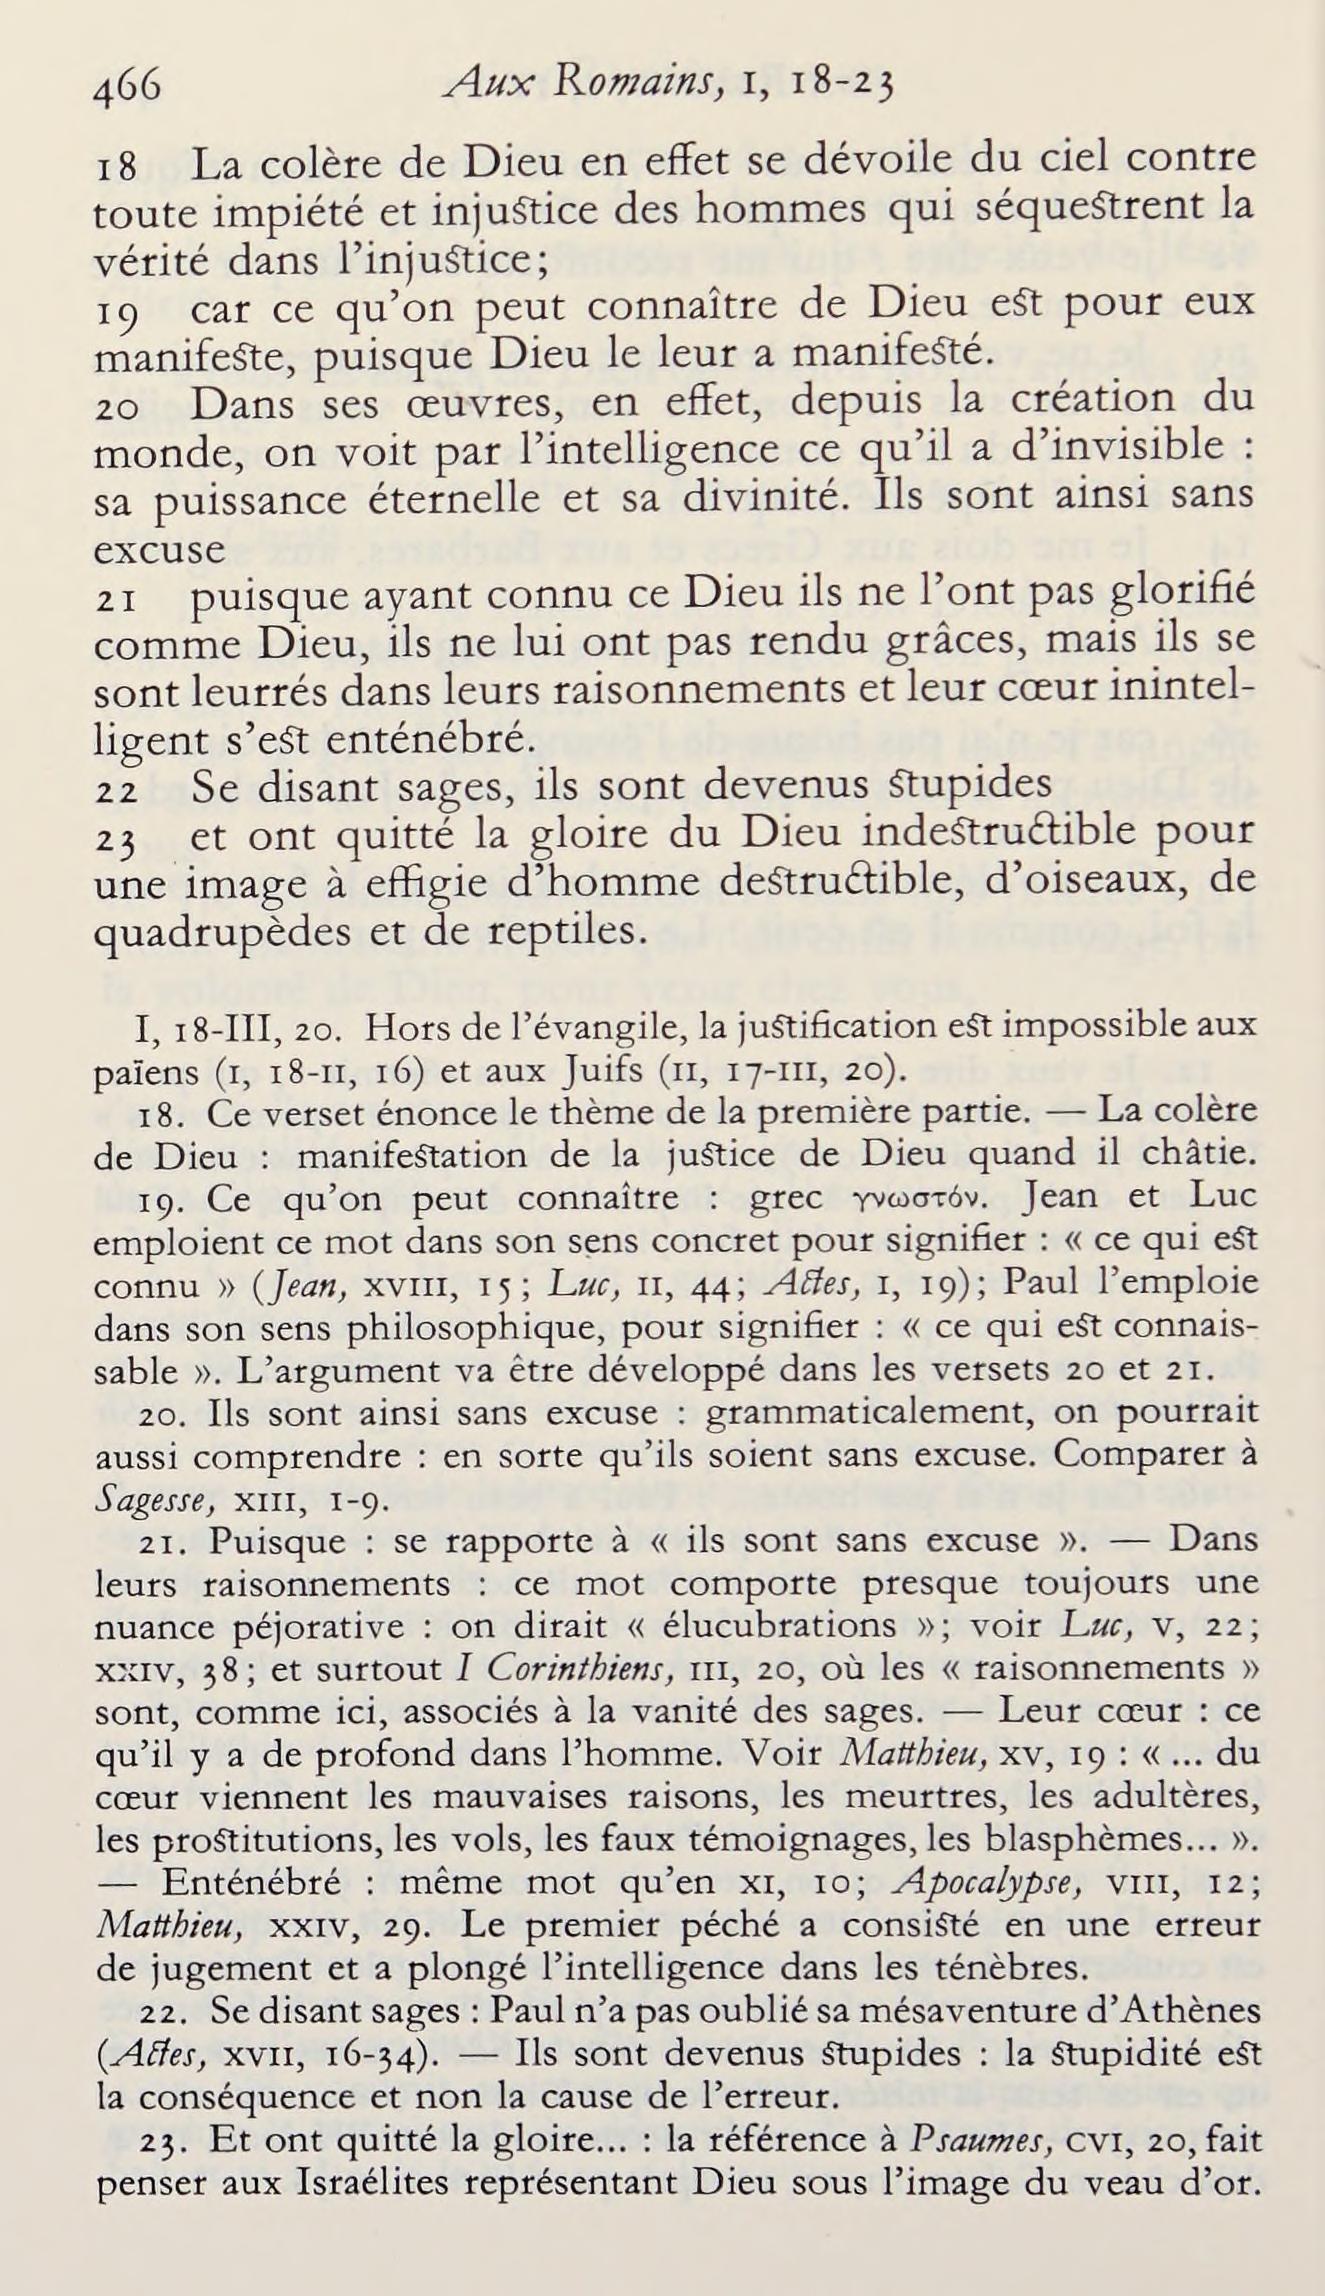 466 Aux Romains, I, 18-23
18 La colère de Dieu en effet se dévoile du ciel contre
toute impiété et injustice des hommes qui séquestrent la
vérité dans l’injustice;
19 car ce qu’on peut connaître de Dieu est pour eux
manifeste, puisque Dieu le leur a manifesté.
20 Dans ses œuvres, en effet, depuis la création du
monde, on voit par l’intelligence ce qu’il a d’invisible :
sa puissance éternelle et sa divinité. Ils sont ainsi sans
excuse
21 puisque ayant connu ce Dieu ils ne l’ont pas glorifié
comme Dieu, ils ne lui ont pas rendu grâces, mais ils se
sont leurrés dans leurs raisonnements et leur cœur inintel-
ligent s’est enténébré.
22 Se disant sages, ils sont devenus stupides
23 et ont quitté la gloire du Dieu indestructible pour
une image à effigie d’homme destructible, d’oiseaux, de
quadrupèdes et de reptiles.
I, 18-III, 20. Hors de l’évangile, la justification est impossible aux
païens (I, 18-II, 16) et aux Juifs (II, 17-III, 20).
18. Ce verset énonce le thème de la première partie. — La colère
de Dieu : manifestation de la justice de Dieu quand il châtie.
19. Ce qu’on peut connaître : grec γνωστόν. Jean et Luc
emploient ce mot dans son sens concret pour signifier : « ce qui est
connu » (Jean, XVIII, 15; Luc, II, 44; Actes, I, 19); Paul l’emploie
dans son sens philosophique, pour signifier : « ce qui est connais-
sable ». L’argument va être développé dans les versets 20 et 21.
20. Ils sont ainsi sans excuse : grammaticalement, on pourrait
aussi comprendre : en sorte qu’ils soient sans excuse. Comparer à
Sagesse, XIII, 1-9.
21. Puisque : se rapporte à « ils sont sans excuse ». — Dans
leurs raisonnements : ce mot comporte presque toujours une
nuance péjorative : on dirait « élucubrations »; voir Luc, V, 22;
XXIV, 38; et surtout I Corinthiens, III, 20, où les « raisonnements »
sont, comme ici, associés à la vanité des sages. — Leur cœur : ce
qu’il y a de profond dans l’homme. Voir Matthieu, XV, 19 : « ... du
cœur viennent les mauvaises raisons, les meurtres, les adultères,
les prostitutions, les vols, les faux témoignages, les blasphèmes... ».
— Enténébré : même mot qu’en XI, 10; Apocalypse, VIII, 12;
Matthieu, XXIV, 29. Le premier péché a consisté en une erreur
de jugement et a plongé l’intelligence dans les ténèbres.
22. Se disant sages : Paul n’a pas oublié sa mésaventure d’Athènes
(Actes, XVII, 16-34). — Ils sont devenus stupides : la stupidité est
la conséquence et non la cause de l’erreur.
23. Et ont quitté la gloire... : la référence à Psaumes, CVI, 20, fait
penser aux Israélites représentant Dieu sous l’image du veau d’or.